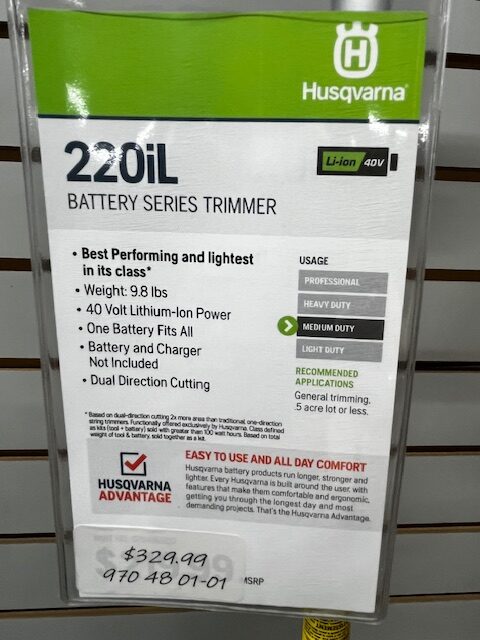 Husqvarna
220iL
Li-ion 40V
BATTERY SERIES TRIMMER
• Best Performing and lightest
in its class*
• Weight: 9.8 lbs
• 40 Volt Lithium-Ion Power
• One Battery Fits All
• Battery and Charger
Not Included
• Dual Direction Cutting
USAGE
PROFESSIONAL
HEAVY DUTY
MEDIUM DUTY
LIGHT DUTY
RECOMMENDED
APPLICATIONS
General trimming.
.5 acre lot or less.
* Based on dual-direction cutting 2x more area than traditional, one-direction
string trimmers. Functionally offered exclusively by Husqvarna. Class defined
as kits (tool + battery) sold with greater than 100 watt hours. Based on total
weight of tool & battery, sold together as a kit.
HUSQVARNA
ADVANTAGE
EASY TO USE AND ALL DAY COMFORT
Husqvarna battery products run longer, stronger and
lighter. Every Husqvarna is built around the user, with
features that make them comfortable and ergonomic,
getting you through the longest day and most
demanding projects. That's the Husqvarna Advantage.
$329.99
970 48 01-01
MSRP